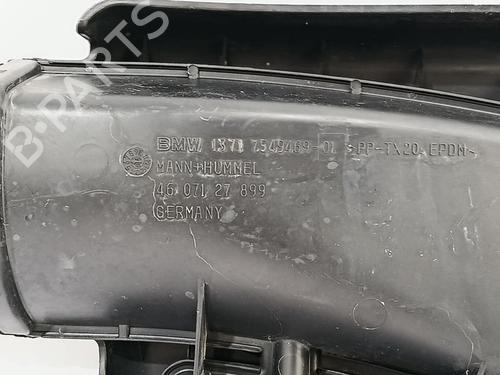 BMW 1371 7549469-01 >PP-TX20+EPDM<
MANN+HUMMEL
46 071 27 899
GERMANY
B-PARTS